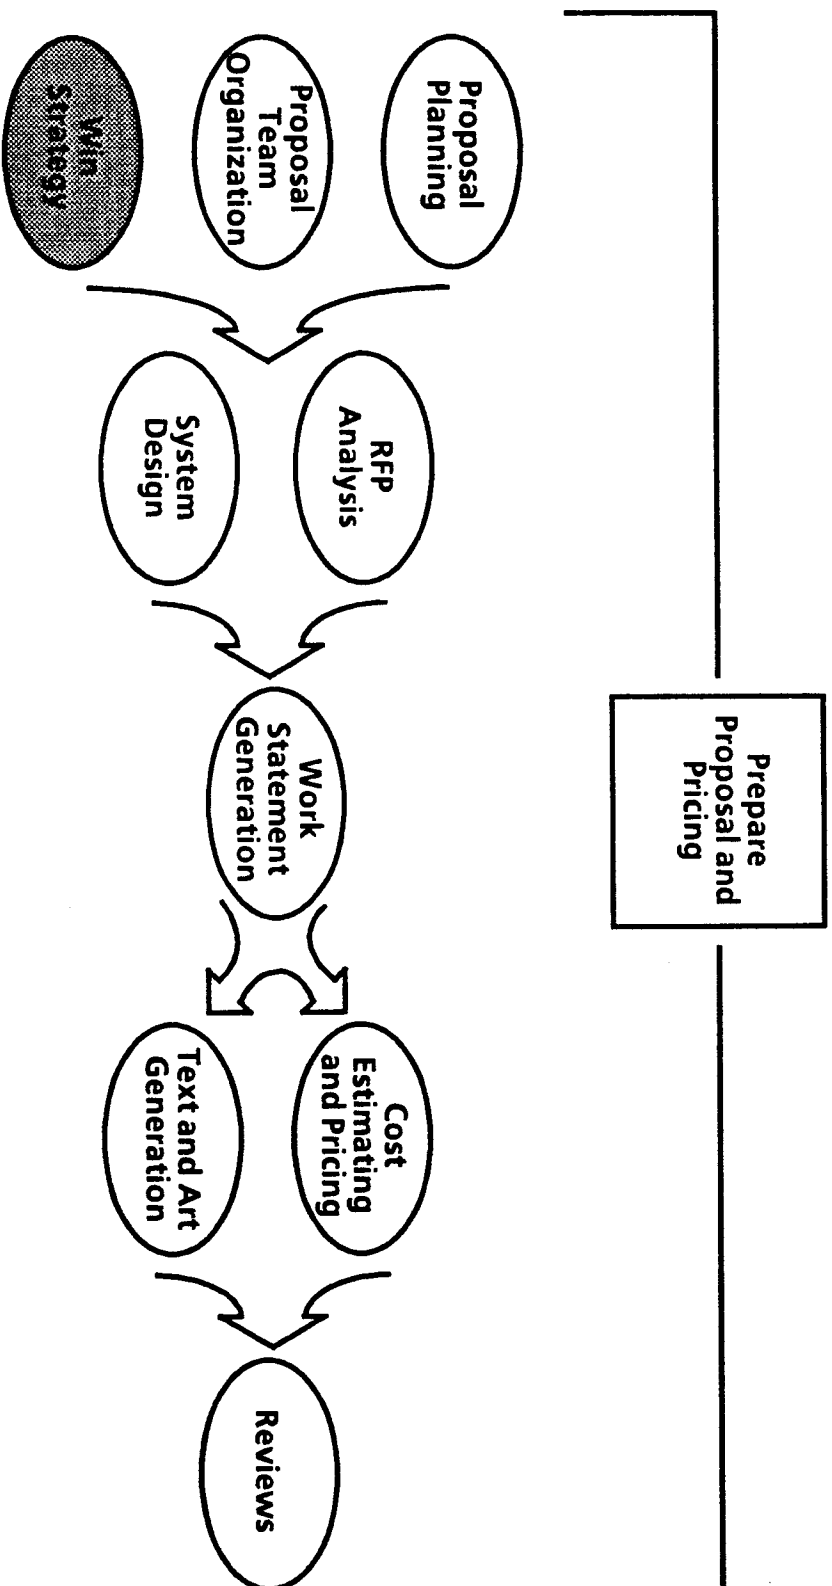 Prepare
Proposal and
Pricing
Proposal
Planning
Proposal
Team
Organization
Win
Strategy
RFP
Analysis
System
Design
Work
Statement
Generation
Cost
Estimating
and Pricing
Text and Art
Generation
Reviews